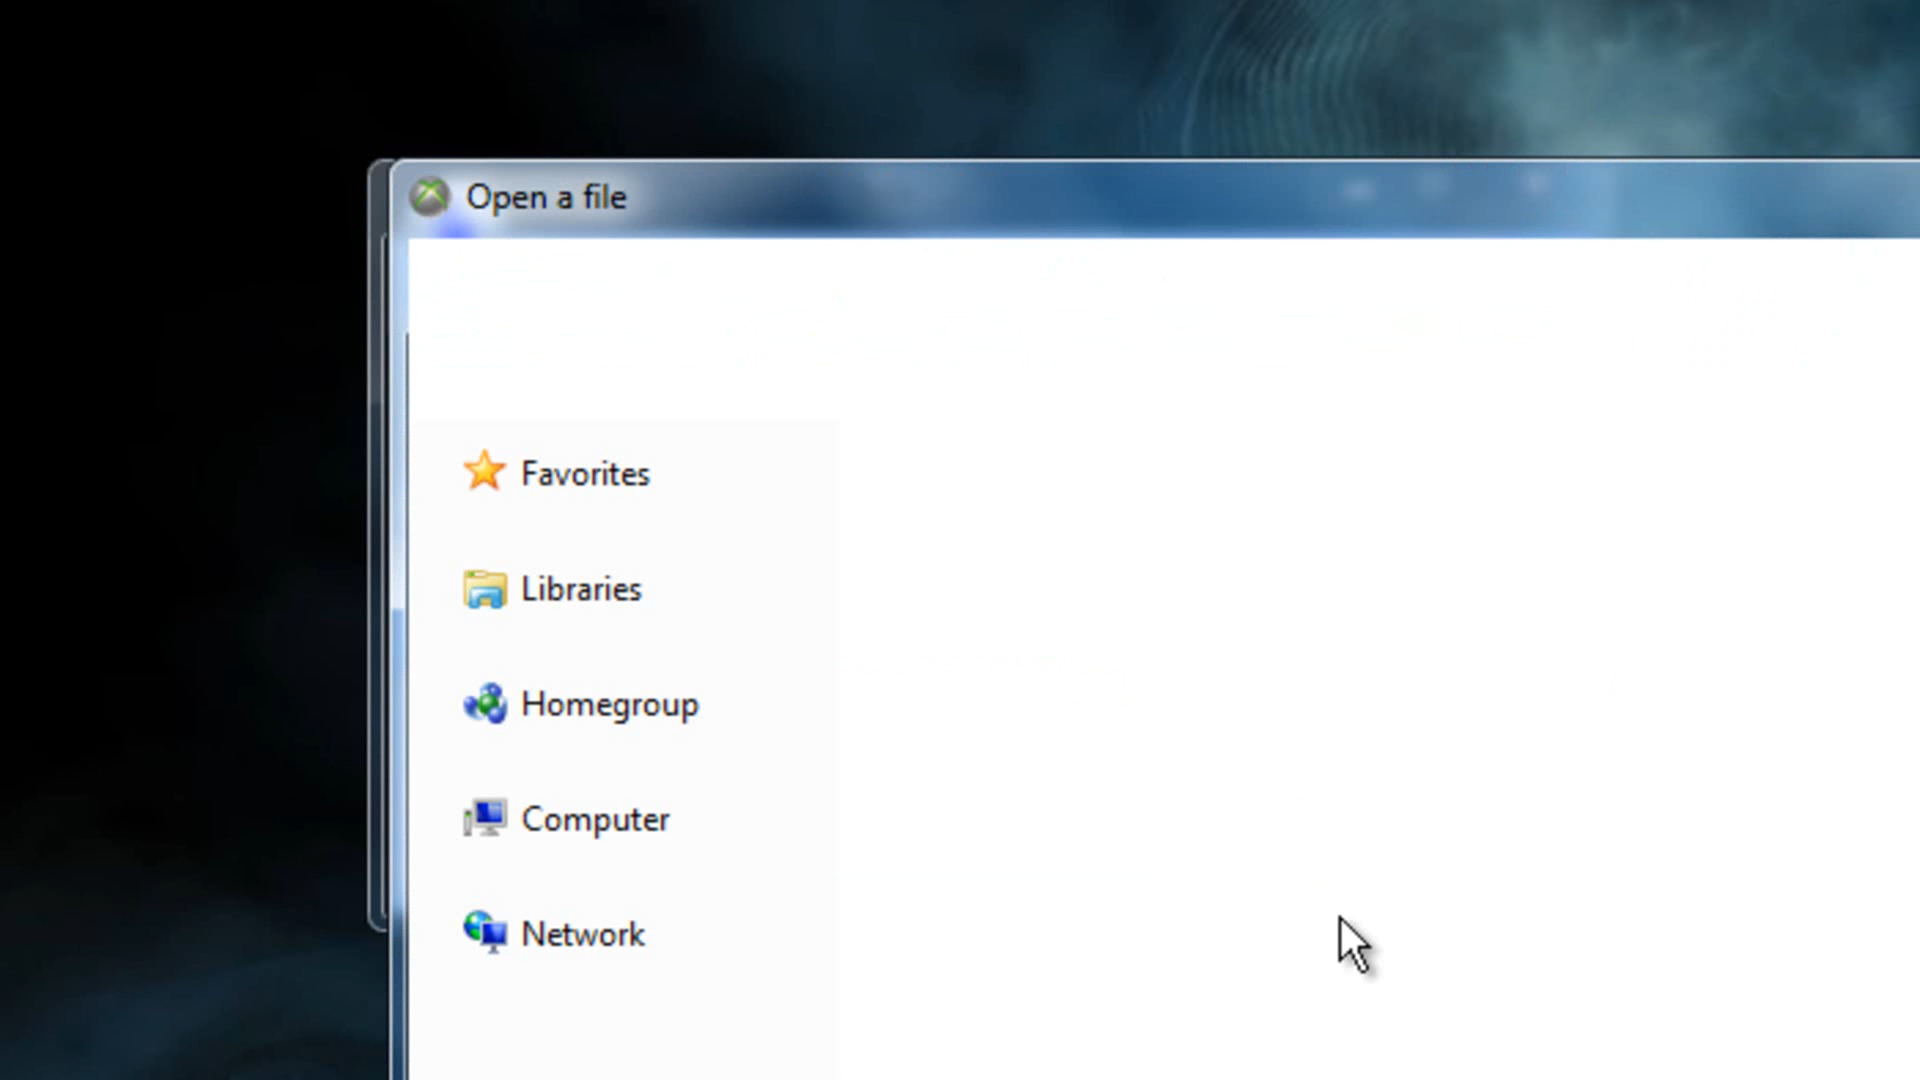 Open a file
Favorites
Libraries
Homegroup
Computer
Network